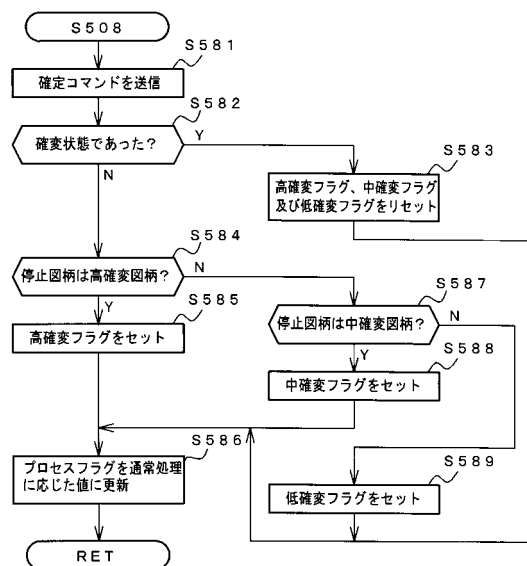 S508
S581
確定コマンドを送信
S582
確変状態であった?
Y
N
S583
高確変フラグ、中確変フラグ
及び低確変フラグをリセット
S584
停止図柄は高確変図柄?
N
Y
S585
高確変フラグをセット
S587
停止図柄は中確変図柄?
N
Y
S588
中確変フラグをセット
S586
プロセスフラグを通常処理
に応じた値に更新
S589
低確変フラグをセット
RET